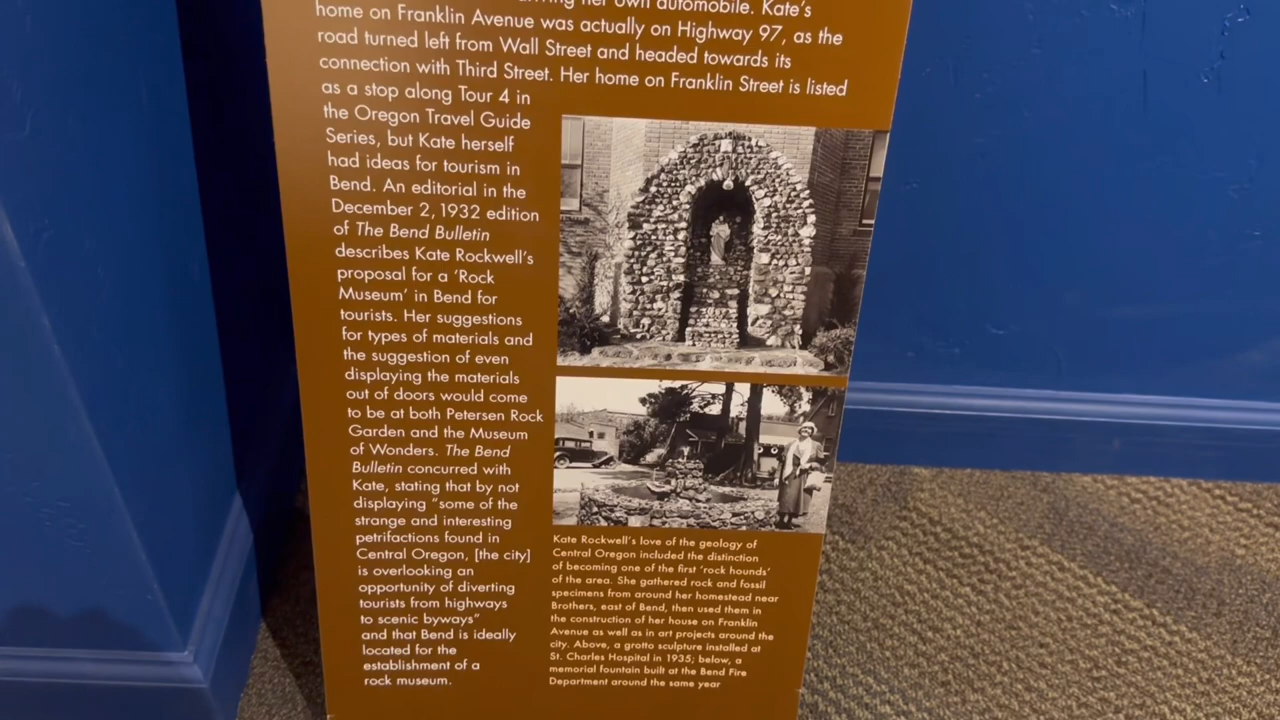 her own automobile. Kate's
home on Franklin Avenue was actually on Highway 97, as the
road turned left from Wall Street and headed towards its
connection with Third Street. Her home on Franklin Street is listed
as a stop along Tour 4 in
the Oregon Travel Guide
Series, but Kate herself
had ideas for tourism in
Bend. An editorial in the
December 2, 1932 edition
of The Bend Bulletin
describes Kate Rockwell's
proposal for a 'Rock
Museum' in Bend for
tourists. Her suggestions
for types of materials and
the suggestion of even
displaying the materials
out of doors would come
to be at both Petersen Rock
Garden and the Museum
of Wonders. The Bend
Bulletin concurred with
Kate, stating that by not
displaying "some of the
strange and interesting
petrifactions found in
Central Oregon, [the city]
is overlooking an
opportunity of diverting
tourists from highways
to scenic byways"
and that Bend is ideally
located for the
establishment of a
rock museum.
Kate Rockwell's love of the geology of
Central Oregon included the distinction
of becoming one of the first 'rock hounds'
of the area. She gathered rock and fossil
specimens from around her homestead near
Brothers, east of Bend, then used them in
the construction of her house on Franklin
Avenue as well as in art projects around the
city. Above, a grotto sculpture installed at
St. Charles Hospital in 1935; below, a
memorial fountain built at the Bend Fire
Department around the same year